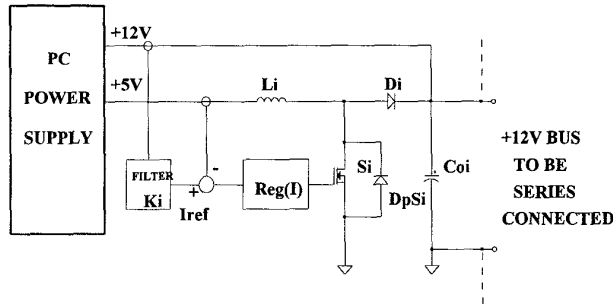 +12V
PC
POWER
SUPPLY
+5V
Li
Di
FILTER
Ki
+
-
Iref
Reg(I)
Si
DpSi
Coi
+12V BUS
TO BE
SERIES
CONNECTED